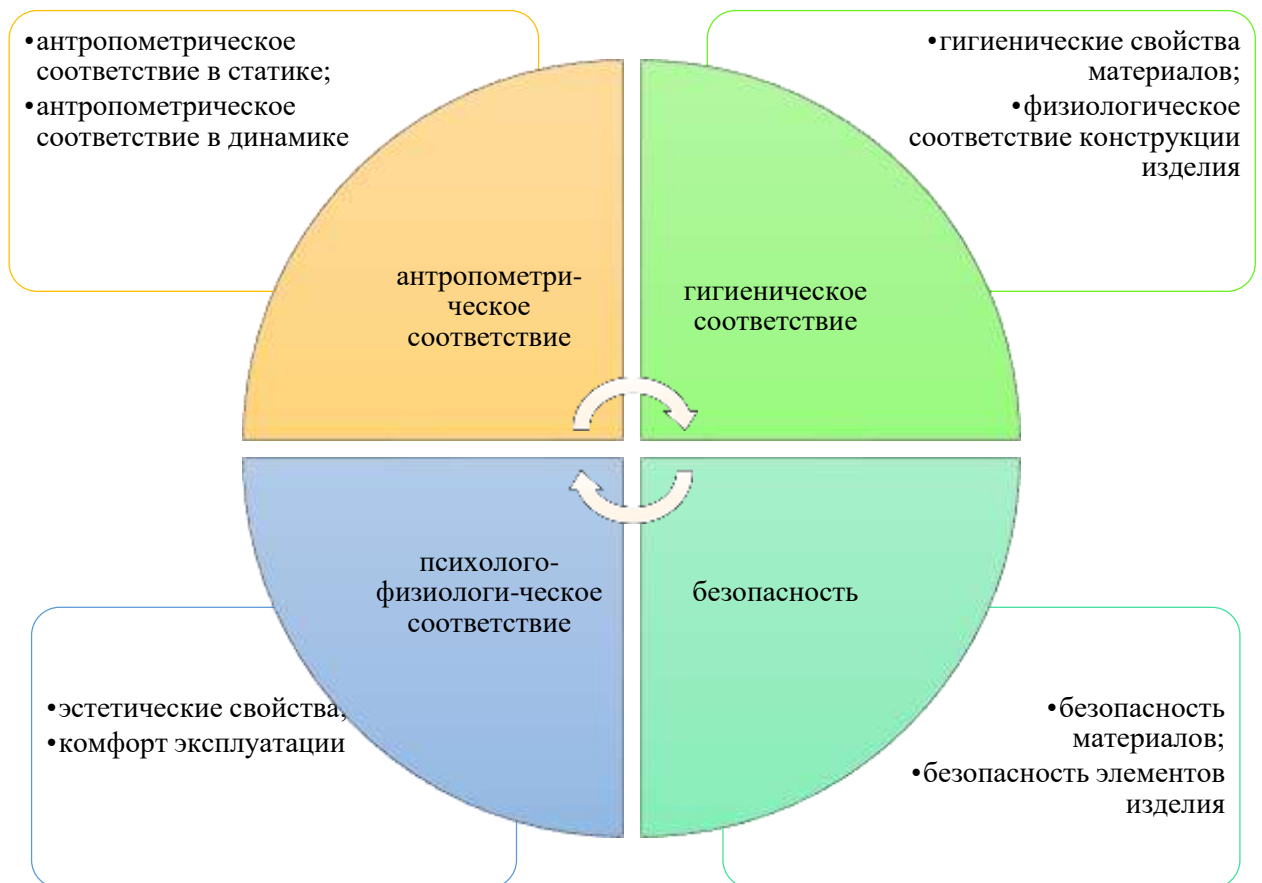 •антропометрическое
соответствие в статике;
•антропометрическое
соответствие в динамике
•гигиенические свойства
материалов;
•физиологическое
соответствие конструкции
изделия
антропометри-
ческое
соответствие
гигиеническое
соответствие
психолого-
физиологи-ческое
соответствие
безопасность
•эстетические свойства;
•комфорт эксплуатации
•безопасность
материалов;
•безопасность элементов
изделия